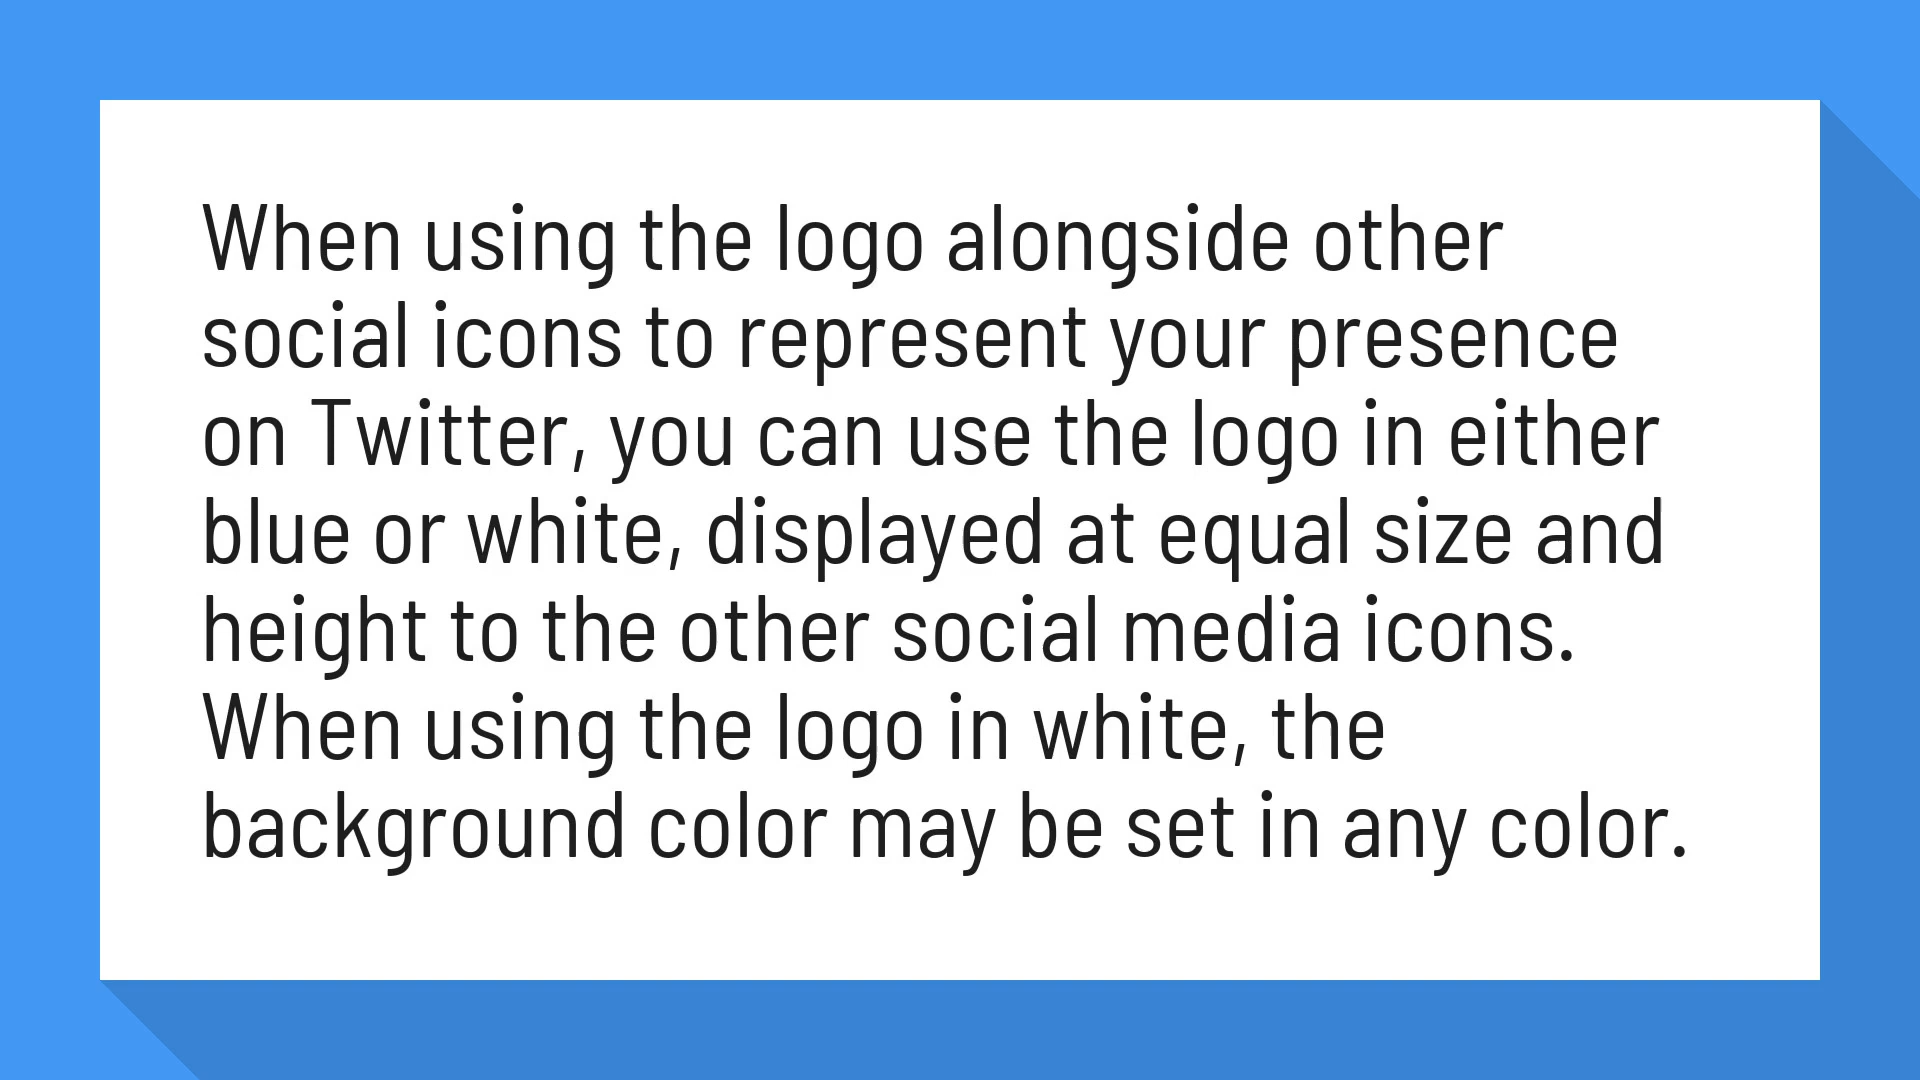 When using the logo alongside other
social icons to represent your presence
on Twitter, you can use the logo in either
blue or white, displayed at equal size and
height to the other social media icons.
When using the logo in white, the
background color may be set in any color.